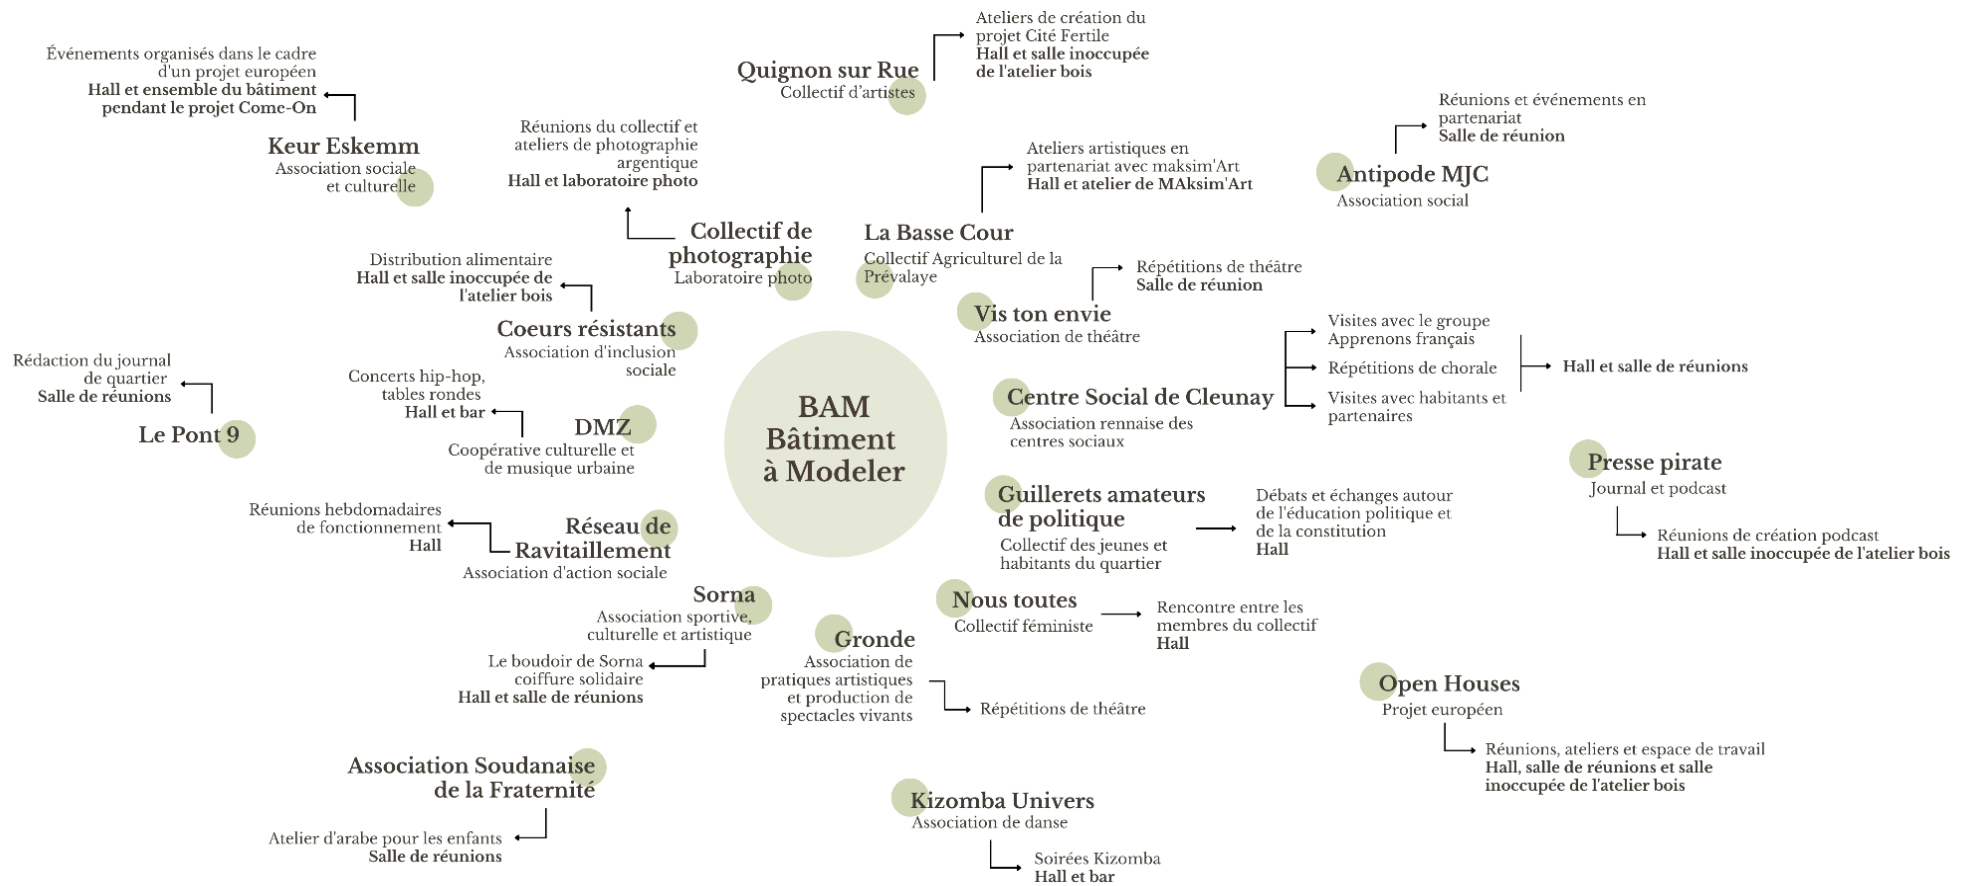 Ateliers de création du
projet Cité Fertile
Hall et salle inoccupée
de l'atelier bois
Quignon sur Rue
Collectif d'artistes
Événements organisés dans le cadre
d'un projet européen
Hall et ensemble du bâtiment
pendant le projet Come-On
Keur Eskemm
Association sociale
et culturelle
Réunions du collectif et
ateliers de photographie
argentique
Hall et laboratoire photo
Collectif de
photographie
Laboratoire photo
Ateliers artistiques en
partenariat avec maksim'Art
Hall et atelier de MAksim'Art
La Basse Cour
Collectif Agriculturel de la
Prévalaye
Réunions et événements en
partenariat
Salle de réunion
Antipode MJC
Association social
Distribution alimentaire
Hall et salle inoccupée de
l'atelier bois
Coeurs résistants
Association d'inclusion
sociale
Répétitions de théâtre
Salle de réunion
Vis ton envie
Association de théâtre
Visites avec le groupe
Apprenons français
Répétitions de chorale
Visites avec habitants et
partenaires
Hall et salle de réunions
Centre Social de Cleunay
Association rennaise des
centres sociaux
Rédaction du journal
de quartier
Salle de réunions
Le Pont 9
Concerts hip-hop,
tables rondes
Hall et bar
DMZ
Coopérative culturelle et
de musique urbaine
BAM
Bâtiment
à Modeler
Presse pirate
Journal et podcast
Réunions de création podcast
Hall et salle inoccupée de l'atelier bois
Guillerets amateurs
de politique
Collectif des jeunes et
habitants du quartier
Débats et échanges autour
de l'éducation politique et
de la constitution
Hall
Réunions hebdomadaires
de fonctionnement
Hall
Réseau de
Ravitaillement
Association d'action sociale
Sorna
Association sportive,
culturelle et artistique
Le boudoir de Sorna
coiffure solidaire
Hall et salle de réunions
Gronde
Association de
pratiques artistiques
et production de
spectacles vivants
Répétitions de théâtre
Nous toutes
Collectif féministe
Rencontre entre les
membres du collectif
Hall
Open Houses
Projet européen
Réunions, ateliers et espace de travail
Hall, salle de réunions et salle
inoccupée de l'atelier bois
Association Soudanaise
de la Fraternité
Atelier d'arabe pour les enfants
Salle de réunions
Kizomba Univers
Association de danse
Soirées Kizomba
Hall et bar